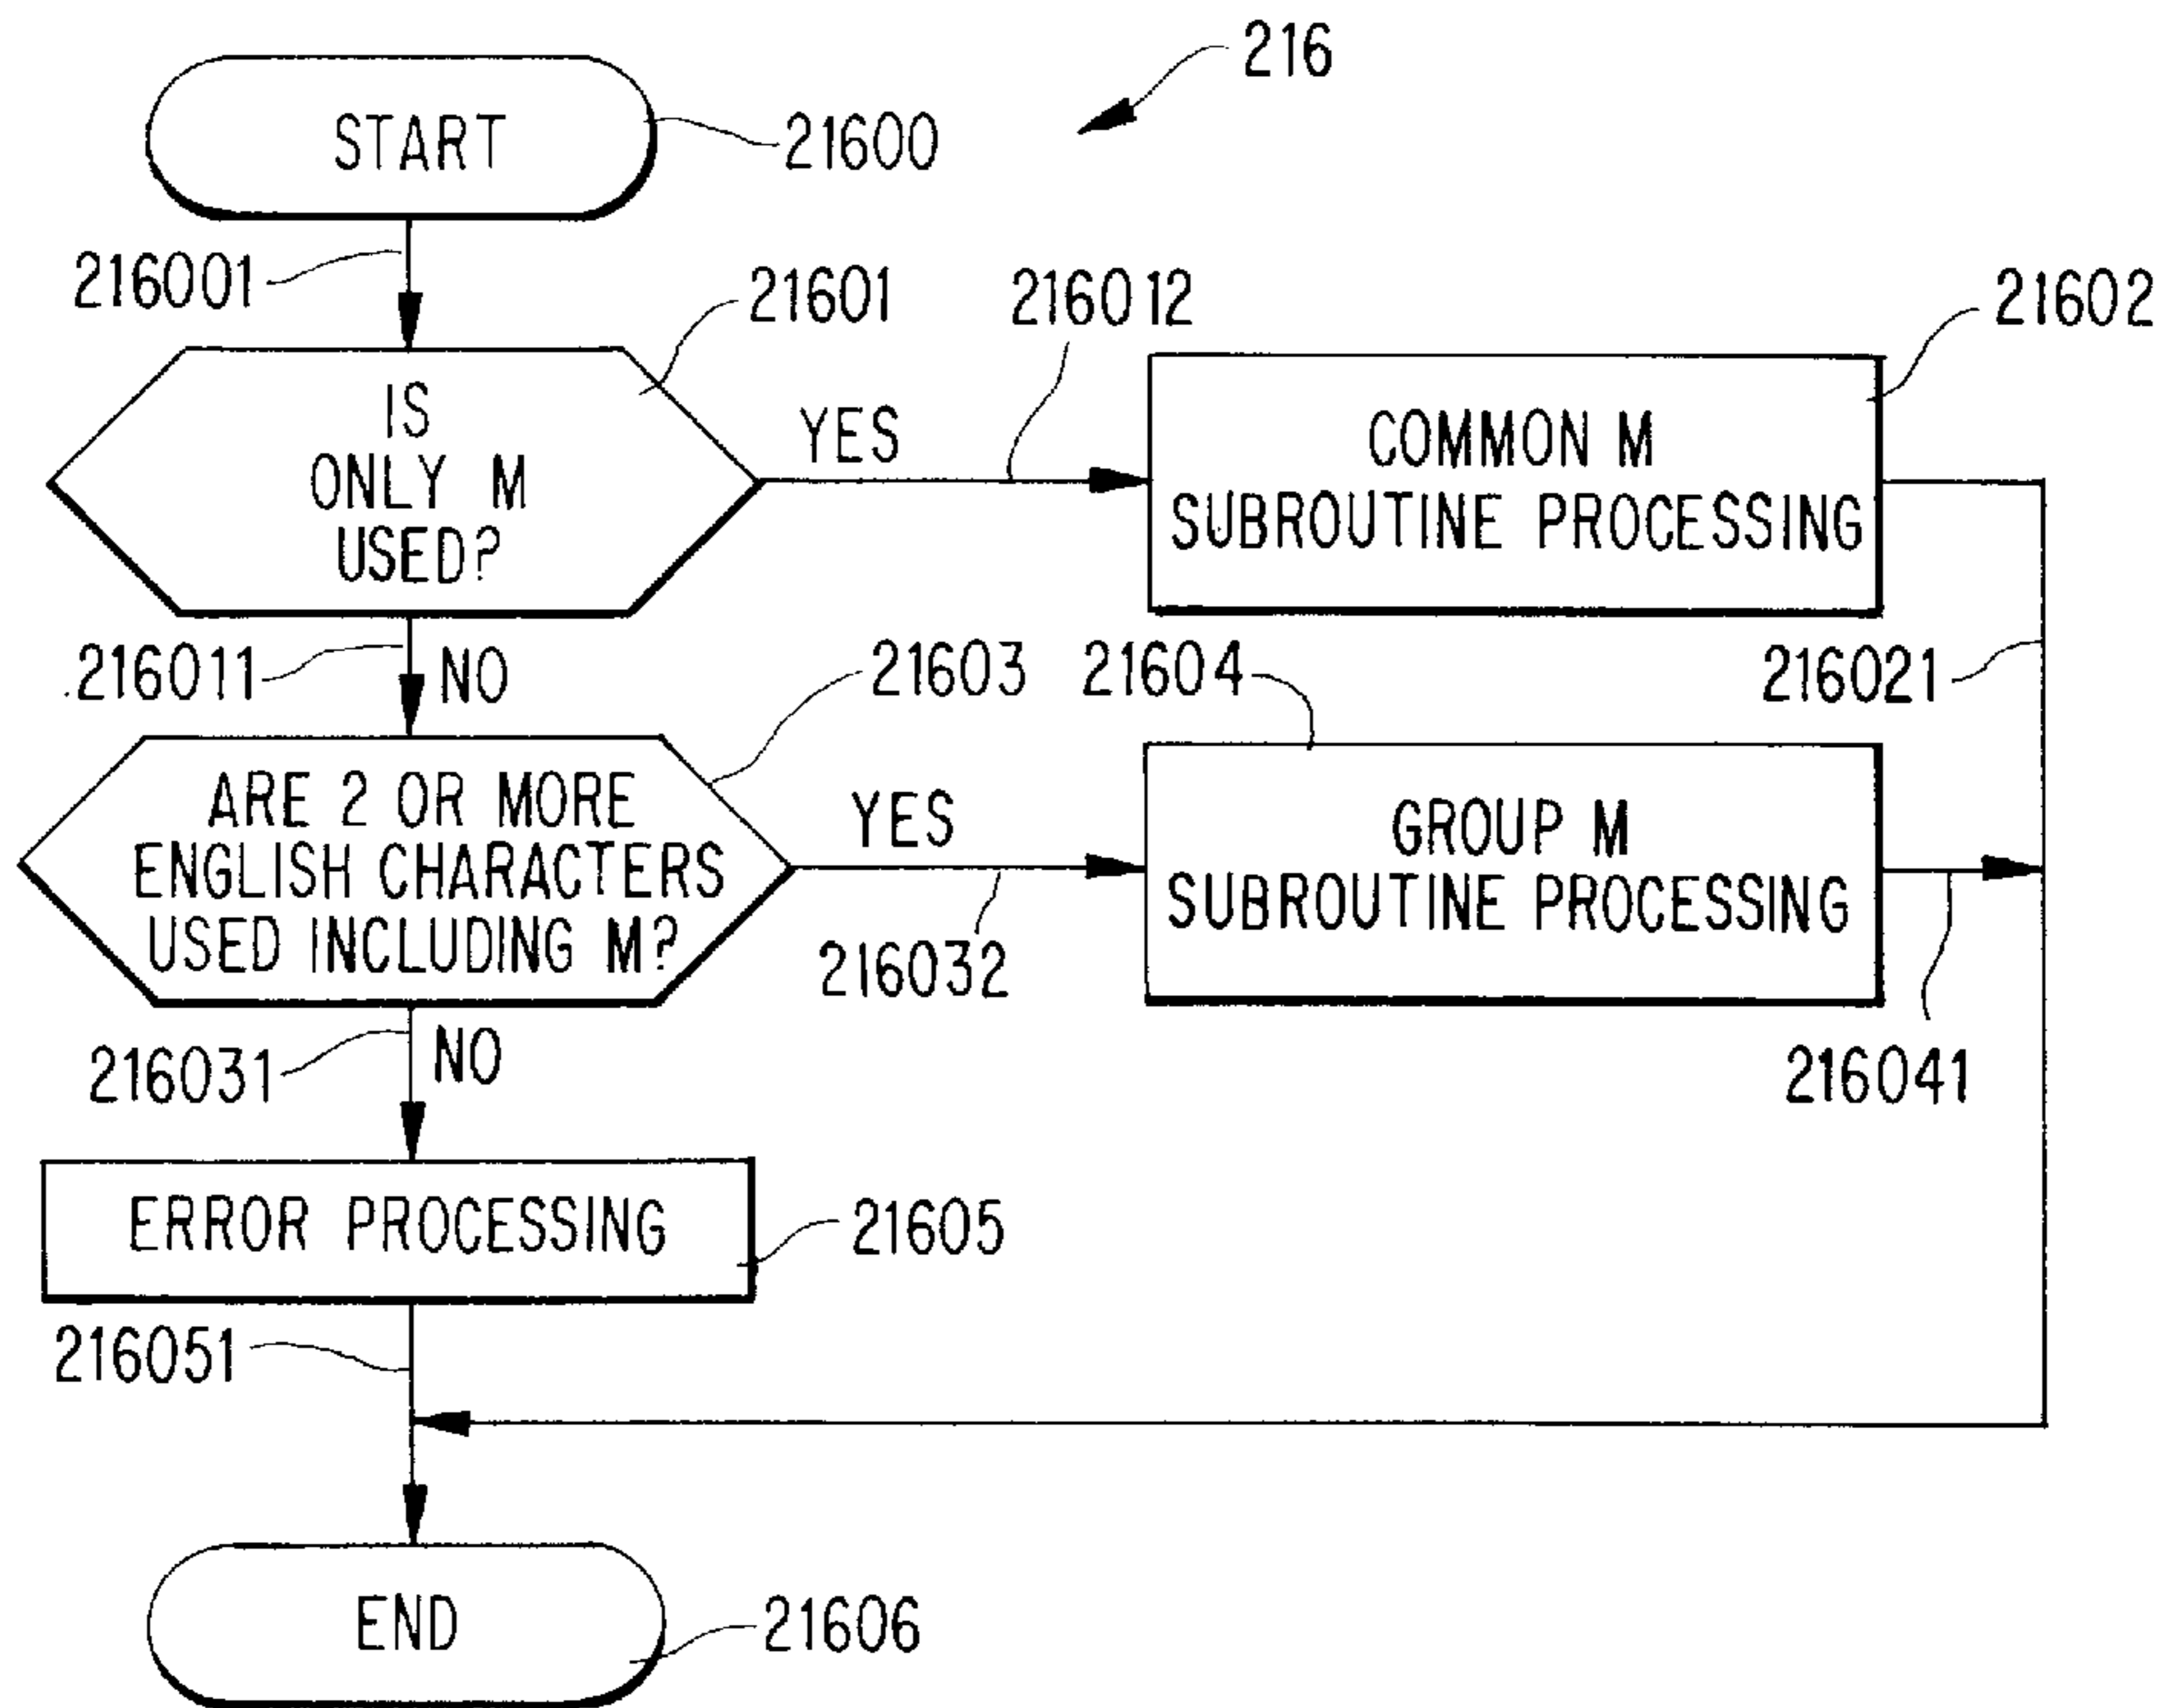 216
START
21600
216001
21601
216012
21602
IS
ONLY M
USED?
YES
COMMON M
SUBROUTINE PROCESSING
216011
NO
21603
21604
216021
ARE 2 OR MORE
ENGLISH CHARACTERS
USED INCLUDING M?
YES
216032
GROUP M
SUBROUTINE PROCESSING
216041
216031
NO
ERROR PROCESSING
21605
216051
END
21606